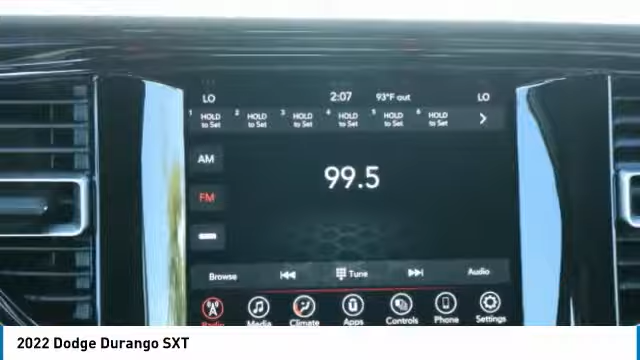 LO 2:07 93°F out LO
1 HOLD to Set 2 HOLD to Set 3 HOLD to Set 4 HOLD to Set 5 HOLD to Set 6 HOLD to Set
AM
99.5
FM
Browse Tune Audio
Radio Media Climate Apps Controls Phone Settings
2022 Dodge Durango SXT